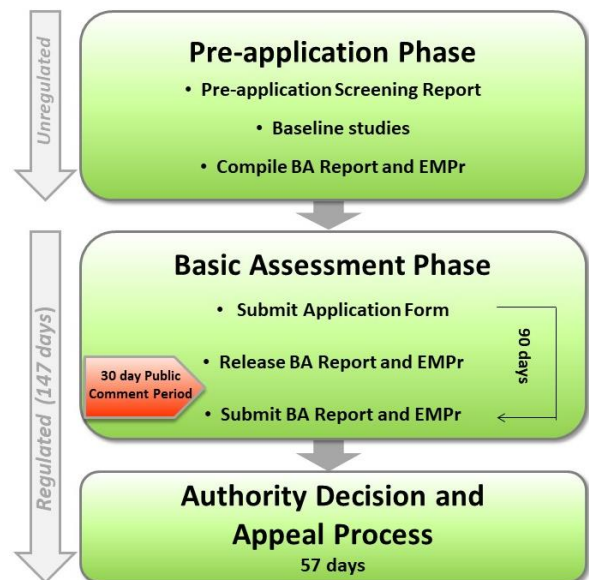 Unregulated
Pre-application Phase
• Pre-application Screening Report
• Baseline studies
• Compile BA Report and EMPr
Regulated (147 days)
Basic Assessment Phase
• Submit Application Form
90 days
30 day Public
Comment Period
• Release BA Report and EMPr
• Submit BA Report and EMPr
Authority Decision and
Appeal Process
57 days